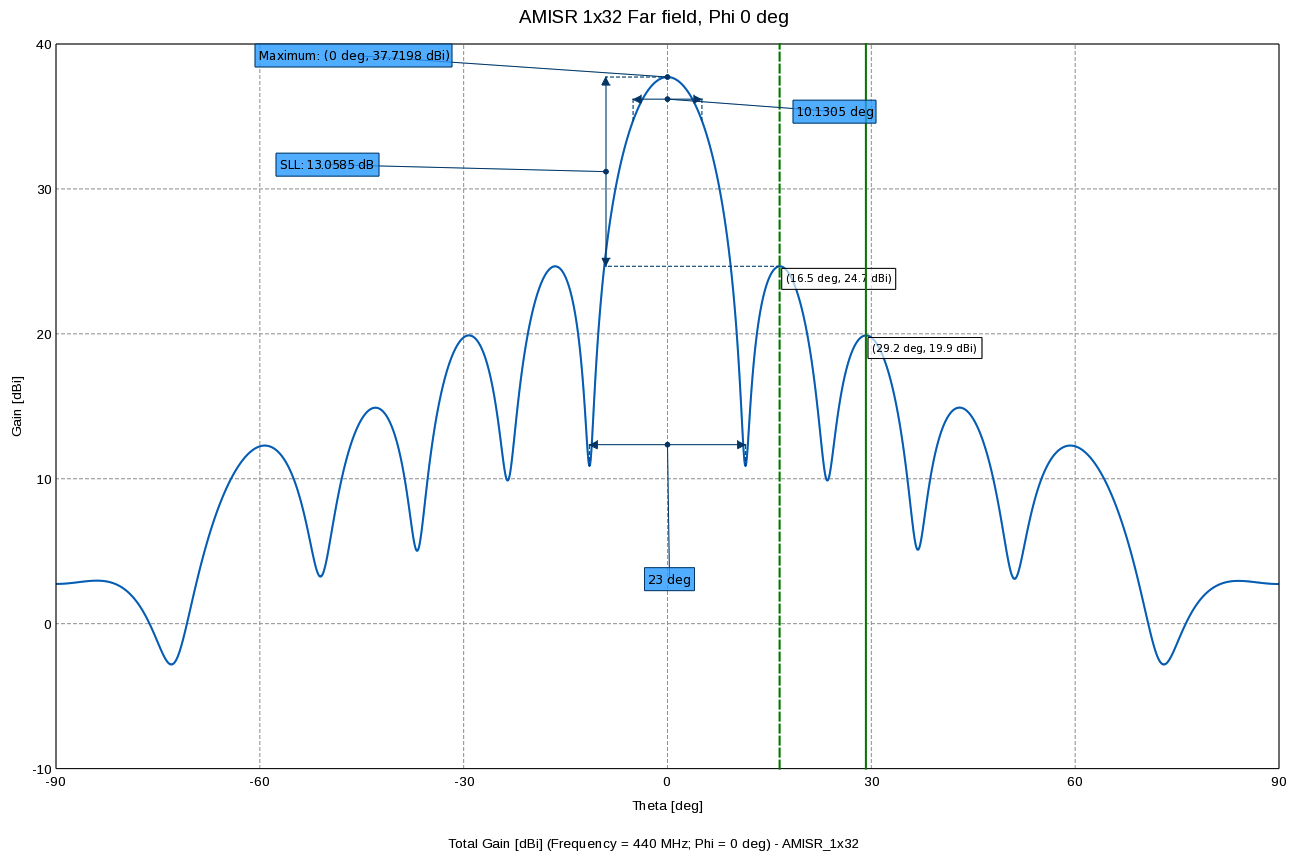 AMISR 1x32 Far field, Phi 0 deg
40
Maximum: (0 deg, 37.7198 dBi)
10.1305 deg
SLL: 13.0585 dB
30
(16.5 deg, 24.7 dBi)
20
(29.2 deg, 19.9 dBi)
Gain [dBi]
10
23 deg
0
-10
-90 -60 -30 0 30 60 90
Theta [deg]
Total Gain [dBi] (Frequency = 440 MHz; Phi = 0 deg) - AMISR_1x32